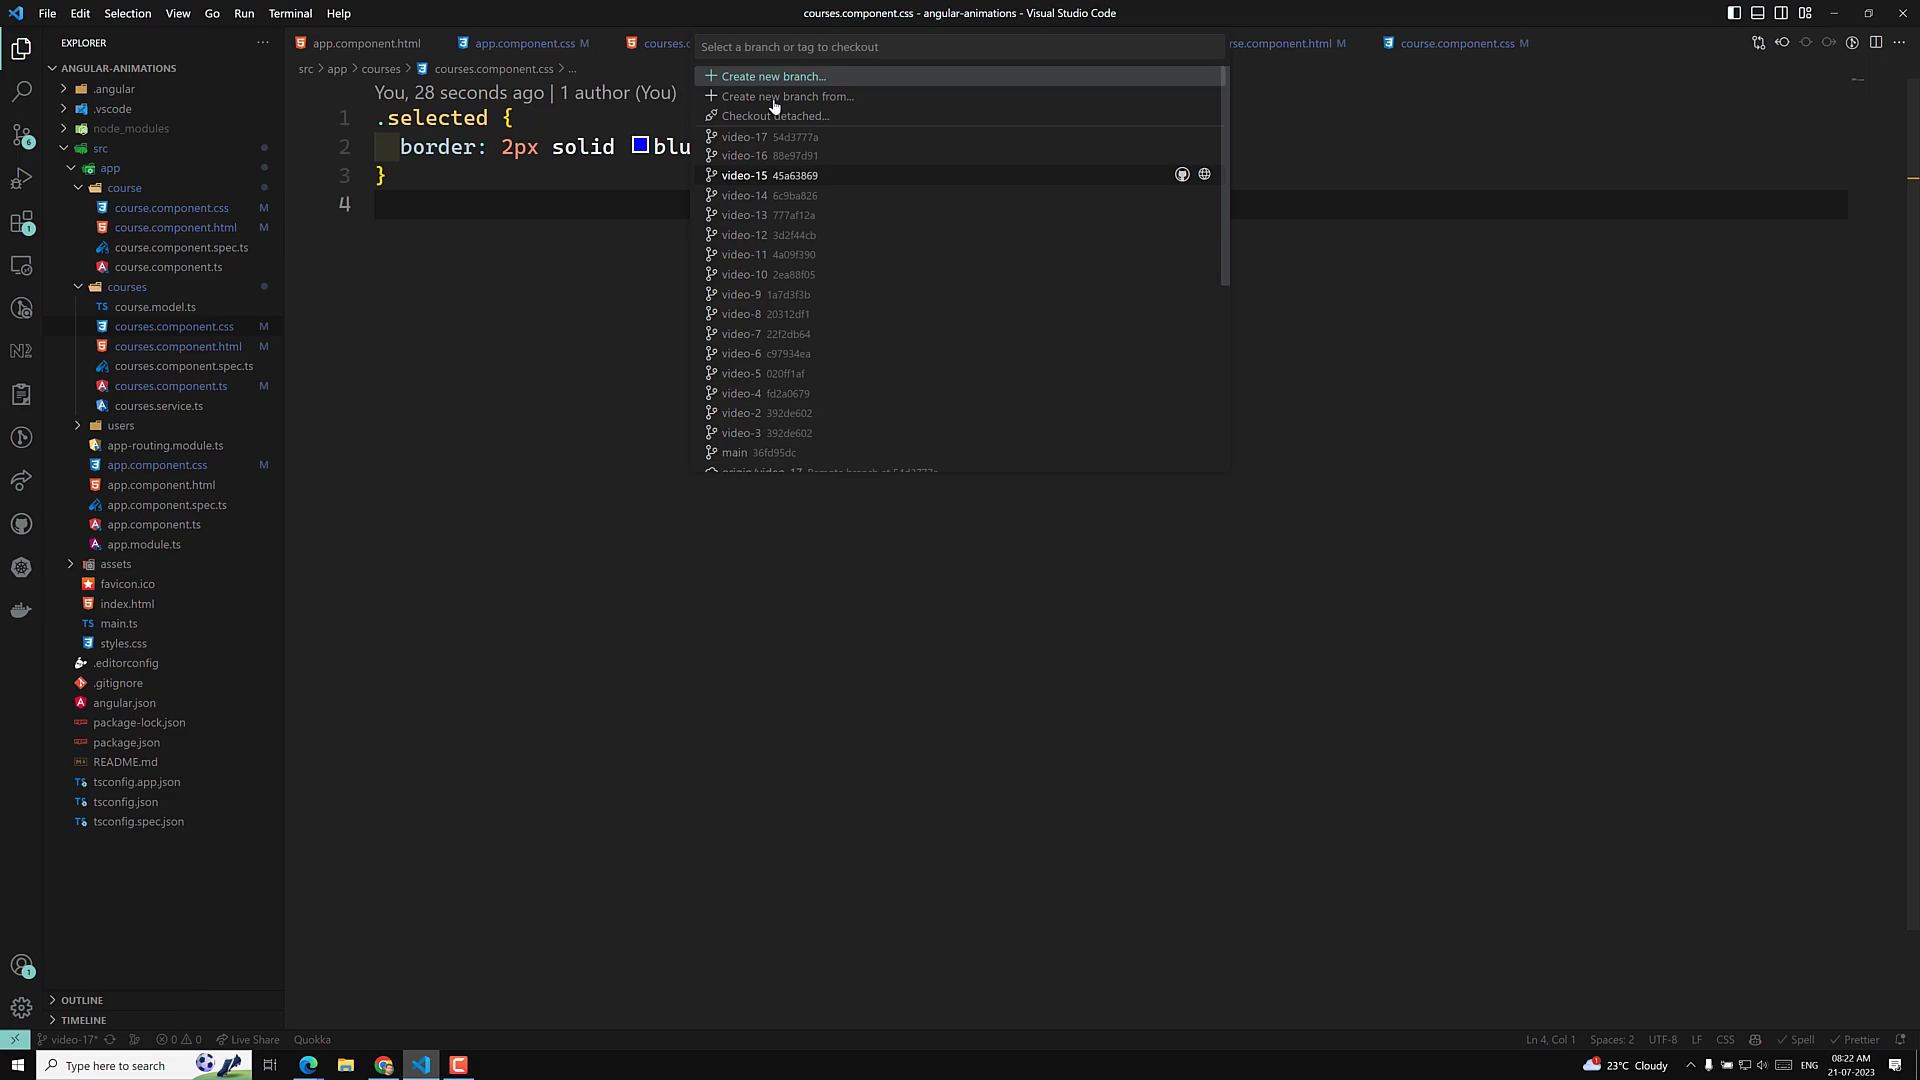 File Edit Selection View Go Run Terminal Help
courses.component.css - angular-animations - Visual Studio Code
EXPLORER
ANGULAR-ANIMATIONS
.angular
.vscode
node_modules
src
app
course
course.component.css M
course.component.html M
course.component.spec.ts
course.component.ts
courses
course.model.ts
courses.component.css M
courses.component.html M
courses.component.spec.ts
courses.component.ts M
courses.service.ts
users
app-routing.module.ts
app.component.css M
app.component.html
app.component.spec.ts
app.component.ts
app.module.ts
assets
favicon.ico
index.html
main.ts
styles.css
.editorconfig
.gitignore
angular.json
package-lock.json
package.json
README.md
tsconfig.app.json
tsconfig.json
tsconfig.spec.json
OUTLINE
TIMELINE
app.component.html
app.component.css M
courses.c
rse.component.html M
course.component.css M
src > app > courses > courses.component.css > ...
You, 28 seconds ago | 1 author (You)
1 .selected {
2 border: 2px solid blu
3 }
4
Select a branch or tag to checkout
Create new branch...
Create new branch from...
Checkout detached...
video-17 54d3777a
video-16 88e97d91
video-15 45a63869
video-14 6c9ba826
video-13 777af12a
video-12 3d2f44cb
video-11 4a09f390
video-10 2ea88f05
video-9 1a7d3f3b
video-8 20312df1
video-7 22f2db64
video-6 c97934ea
video-5 020ff1af
video-4 fd2a0679
video-2 392de602
video-3 392de602
main 36fd95dc
origin/video-17 Remote branch at 54d3777a
video-17* 0 0 Live Share Quokka
Ln 4, Col 1 Spaces: 2 UTF-8 LF CSS Spell Prettier
Type here to search
23°C Cloudy ENG
08:22 AM
21-07-2023